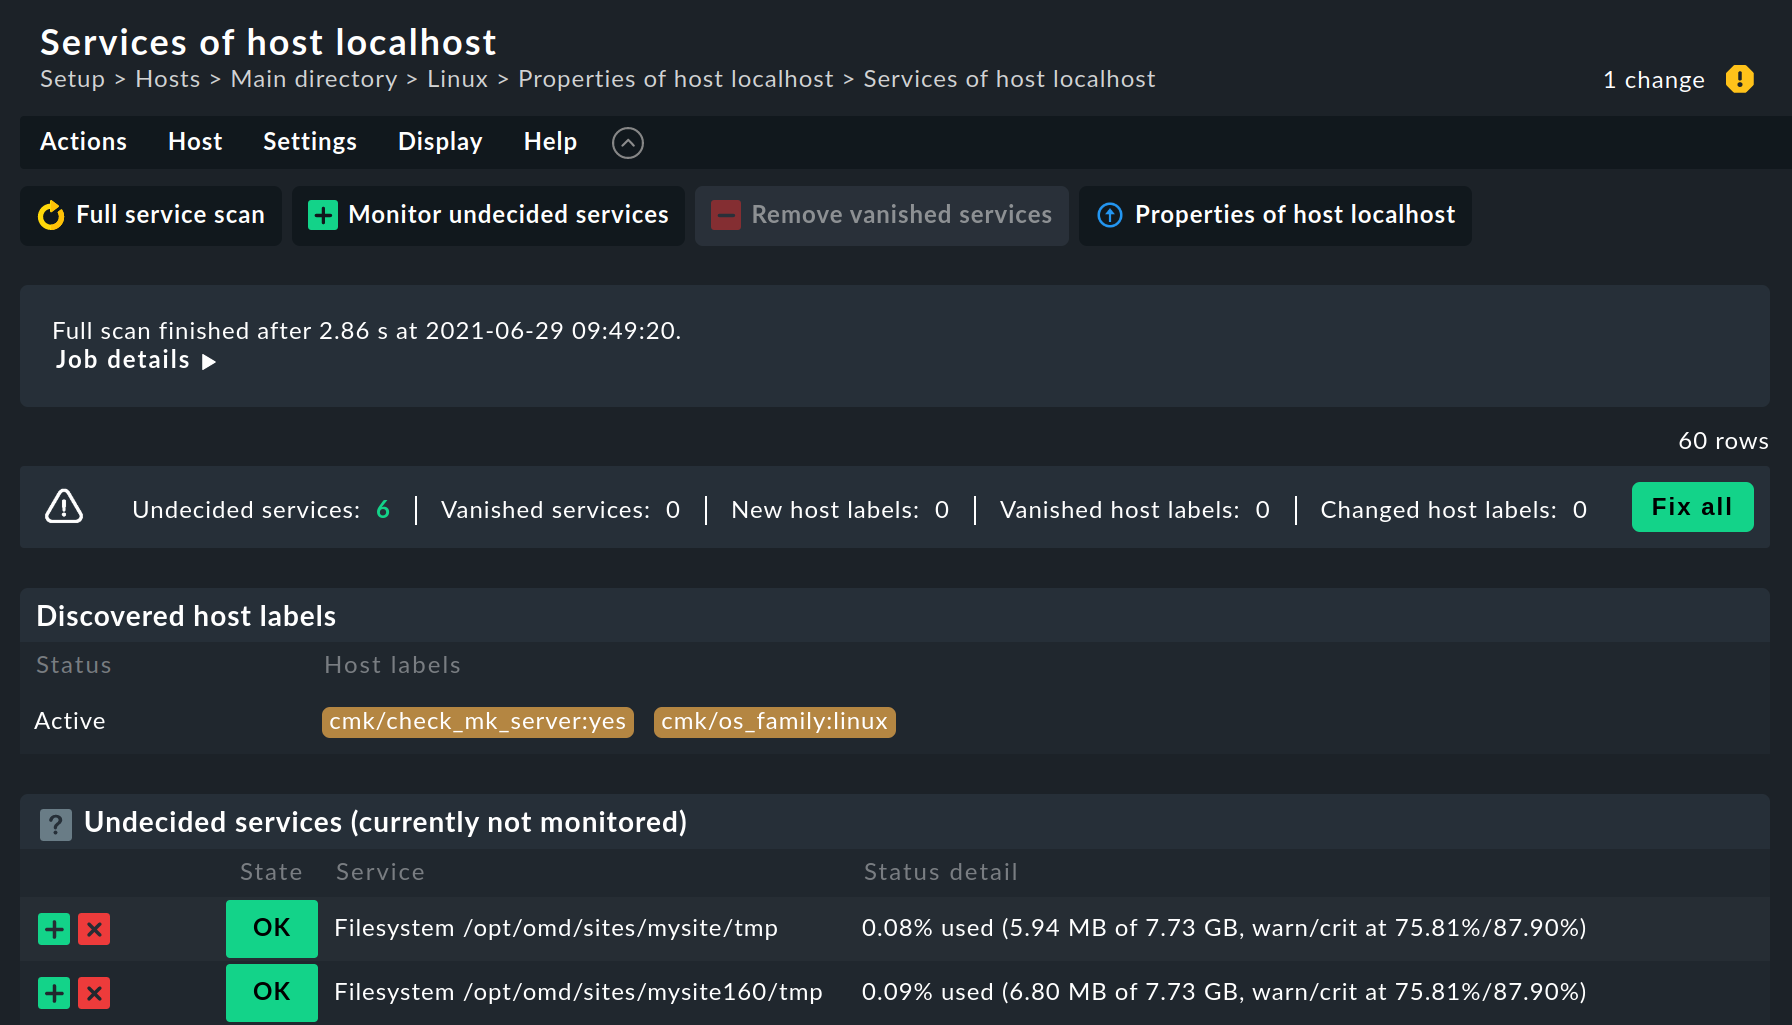 Services of host localhost
Setup > Hosts > Main directory > Linux > Properties of host localhost > Services of host localhost
1 change
Actions Host Settings Display Help
Full service scan Monitor undecided services Remove vanished services Properties of host localhost
Full scan finished after 2.86 s at 2021-06-29 09:49:20.
Job details
60 rows
Undecided services: 6 | Vanished services: 0 | New host labels: 0 | Vanished host labels: 0 | Changed host labels: 0 Fix all
Discovered host labels
Status Host labels
Active cmk/check_mk_server:yes cmk/os_family:linux
? Undecided services (currently not monitored)
State Service Status detail
OK Filesystem /opt/omd/sites/mysite/tmp 0.08% used (5.94 MB of 7.73 GB, warn/crit at 75.81%/87.90%)
OK Filesystem /opt/omd/sites/mysite160/tmp 0.09% used (6.80 MB of 7.73 GB, warn/crit at 75.81%/87.90%)